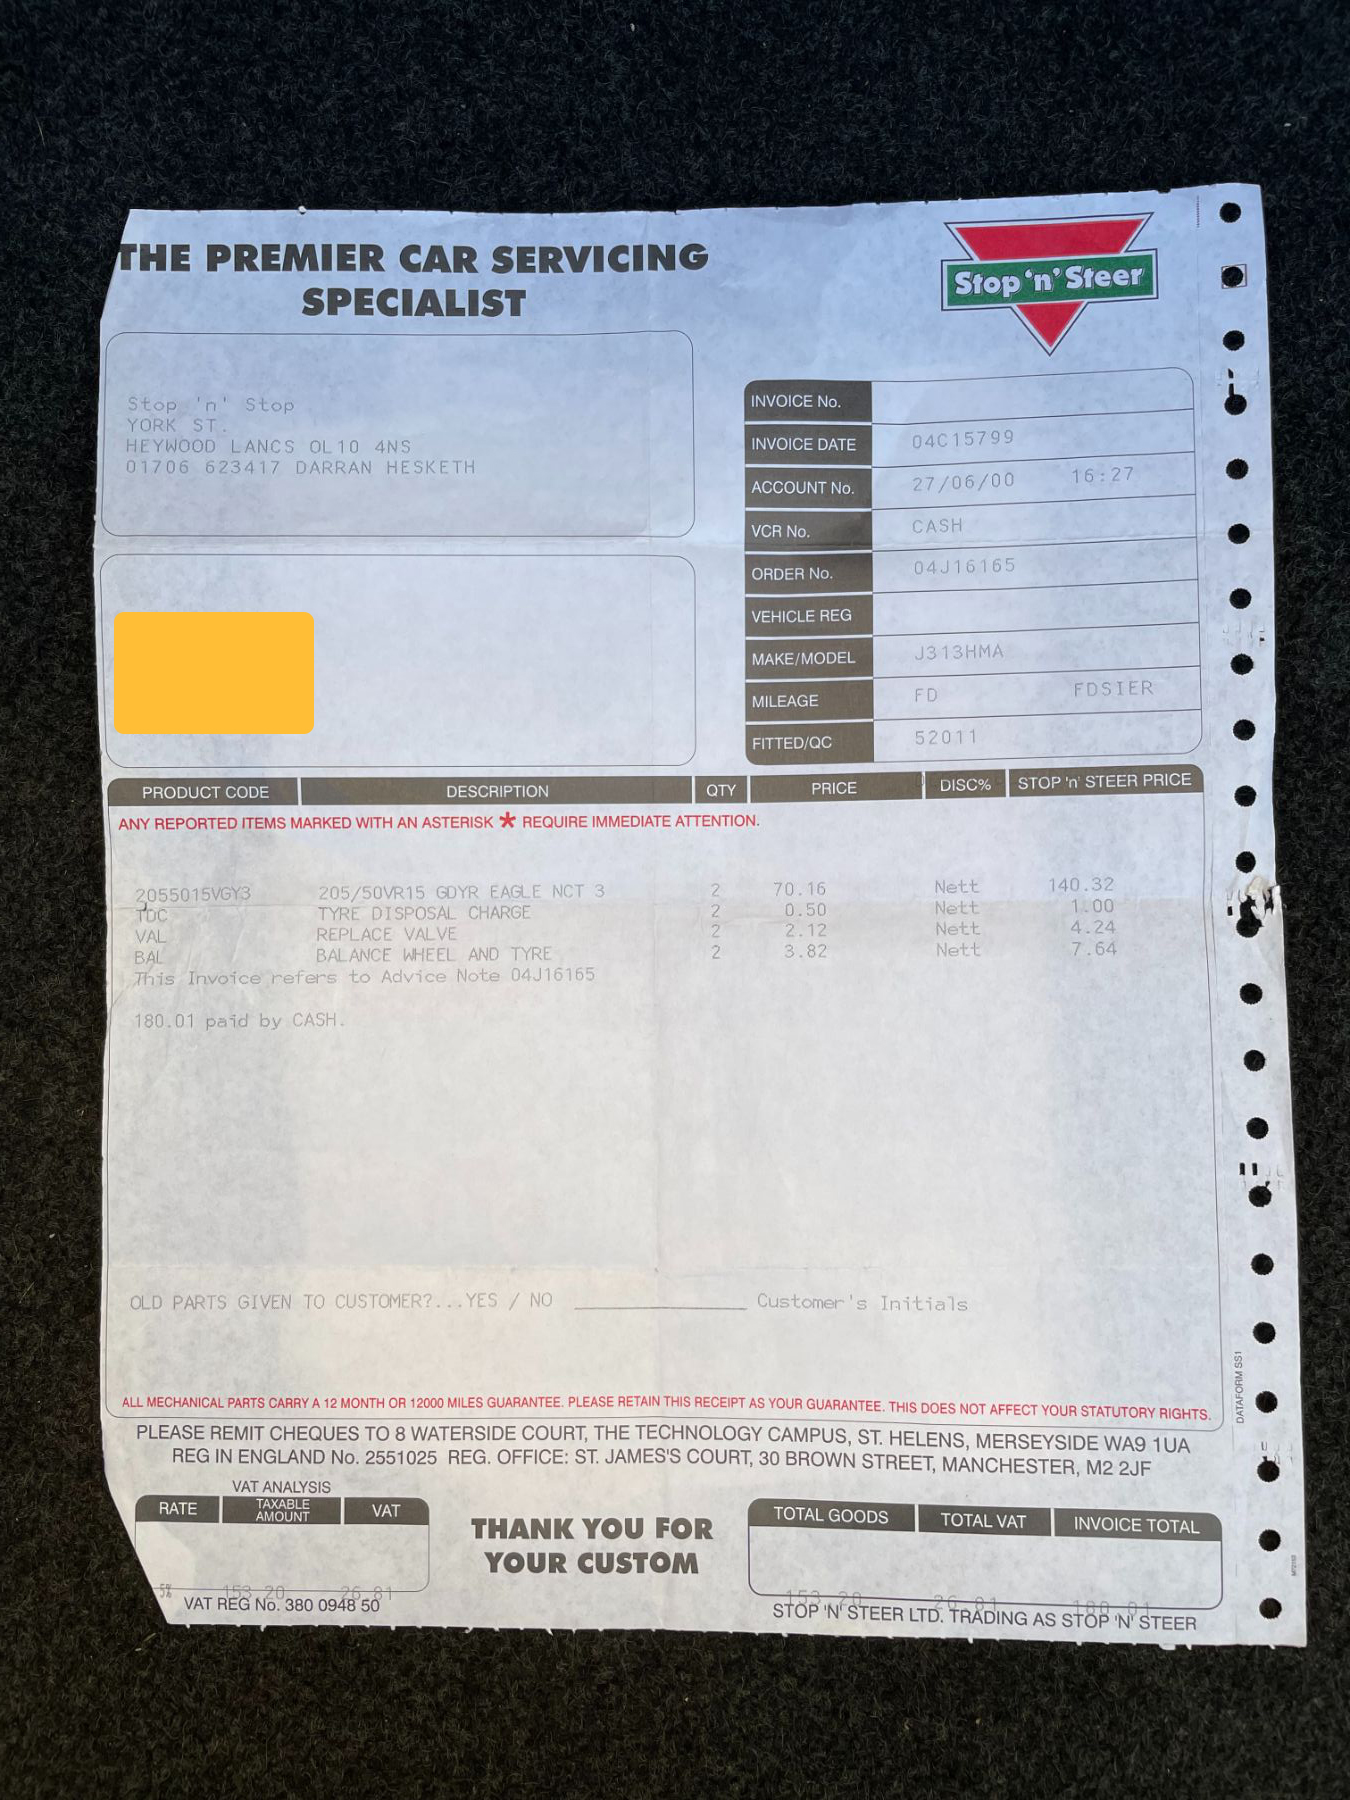 THE PREMIER CAR SERVICING
SPECIALIST
Stop 'n' Steer
Stop 'n' Stop
YORK ST.
HEYWOOD LANCS OL10 4NS
01706 623417 DARRAN HESKETH
INVOICE No.
INVOICE DATE 04C15799
ACCOUNT No. 27/06/00 16:27
VCR No. CASH
ORDER No. 04J16165
VEHICLE REG
MAKE/MODEL J313HMA
MILEAGE FD FDSIER
FITTED/QC 52011
PRODUCT CODE DESCRIPTION QTY PRICE DISC% STOP 'n' STEER PRICE
ANY REPORTED ITEMS MARKED WITH AN ASTERISK * REQUIRE IMMEDIATE ATTENTION.
2055015VGY3 205/50VR15 GDYR EAGLE NCT 3 2 70.16 Nett 140.32
TDC TYRE DISPOSAL CHARGE 2 0.50 Nett 1.00
VAL REPLACE VALVE 2 2.12 Nett 4.24
BAL BALANCE WHEEL AND TYRE 2 3.82 Nett 7.64
This Invoice refers to Advice Note 04J16165
180.01 paid by CASH.
OLD PARTS GIVEN TO CUSTOMER?...YES / NO Customer's Initials
ALL MECHANICAL PARTS CARRY A 12 MONTH OR 12000 MILES GUARANTEE. PLEASE RETAIN THIS RECEIPT AS YOUR GUARANTEE. THIS DOES NOT AFFECT YOUR STATUTORY RIGHTS.
DATAFORM SS1
PLEASE REMIT CHEQUES TO 8 WATERSIDE COURT, THE TECHNOLOGY CAMPUS, ST. HELENS, MERSEYSIDE WA9 1UA
REG IN ENGLAND No. 2551025 REG. OFFICE: ST. JAMES'S COURT, 30 BROWN STREET, MANCHESTER, M2 2JF
VAT ANALYSIS
RATE TAXABLE AMOUNT VAT
THANK YOU FOR
YOUR CUSTOM
TOTAL GOODS TOTAL VAT INVOICE TOTAL
5% 153.20 26.81
153.20 26.81 180.01
VAT REG No. 380 0948 50
STOP 'N' STEER LTD. TRADING AS STOP 'N' STEER